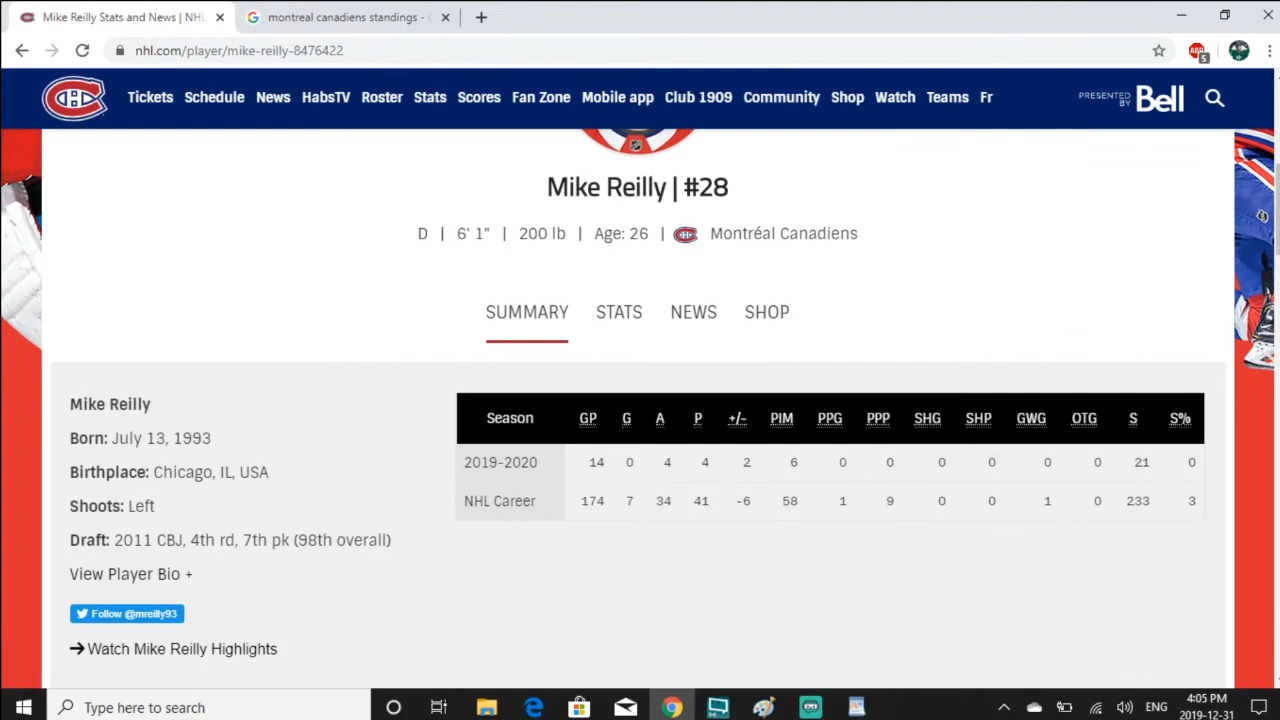 Mike Reilly Stats and News | NHL
montreal canadiens standings -
nhl.com/player/mike-reilly-8476422
ABP
5
Tickets Schedule News HabsTV Roster Stats Scores Fan Zone Mobile app Club 1909 Community Shop Watch Teams Fr
PRESENTED BY Bell
Mike Reilly | #28
D | 6' 1" | 200 lb | Age: 26 | Montréal Canadiens
SUMMARY STATS NEWS SHOP
Mike Reilly
Born: July 13, 1993
Birthplace: Chicago, IL, USA
Shoots: Left
Draft: 2011 CBJ, 4th rd, 7th pk (98th overall)
View Player Bio +
Follow @mreilly93
Watch Mike Reilly Highlights
Season GP G A P +/- PIM PPG PPP SHG SHP GWG OTG S S%
2019-2020 14 0 4 4 2 6 0 0 0 0 0 0 21 0
NHL Career 174 7 34 41 -6 58 1 9 0 0 1 0 233 3
Type here to search
ENG
4:05 PM
2019-12-31